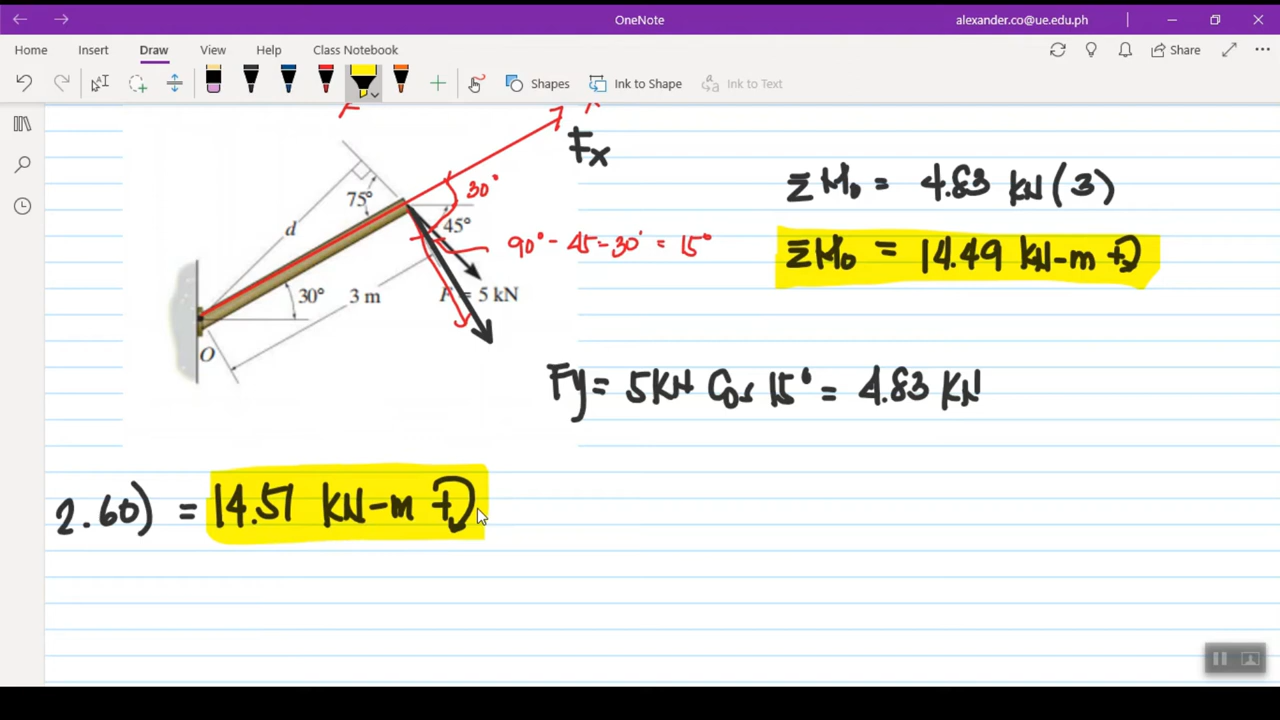 OneNote
alexander.co@ue.edu.ph
Home Insert Draw View Help Class Notebook Share
Shapes Ink to Shape Ink to Text
Fx
75°
30°
d
45°
90° - 45 - 30° = 15°
F = 5 kN
30°
3 m
O
ΣMo = 4.83 KN (3)
ΣMo = 14.49 KN-m
Fy = 5KN Cos 15° = 4.83 KN
2.60) = 14.51 KN-m